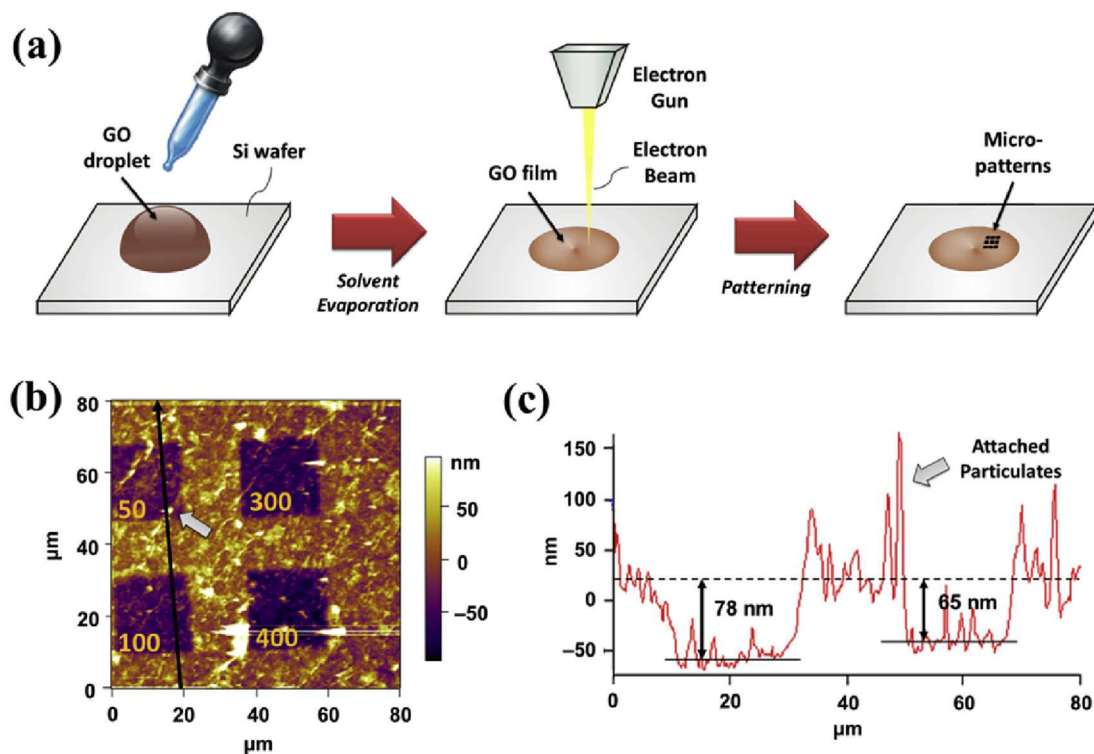 (a)
GO
droplet
Si wafer
Solvent
Evaporation
Electron
Gun
GO film
Electron
Beam
Patterning
Micro-
patterns
(b)
80
60
40
20
0
μm
50
300
100
400
0 20 40 60 80
μm
nm
50
0
−50
(c)
150
100
50
0
−50
nm
Attached
Particulates
78 nm
65 nm
0 20 40 60 80
μm